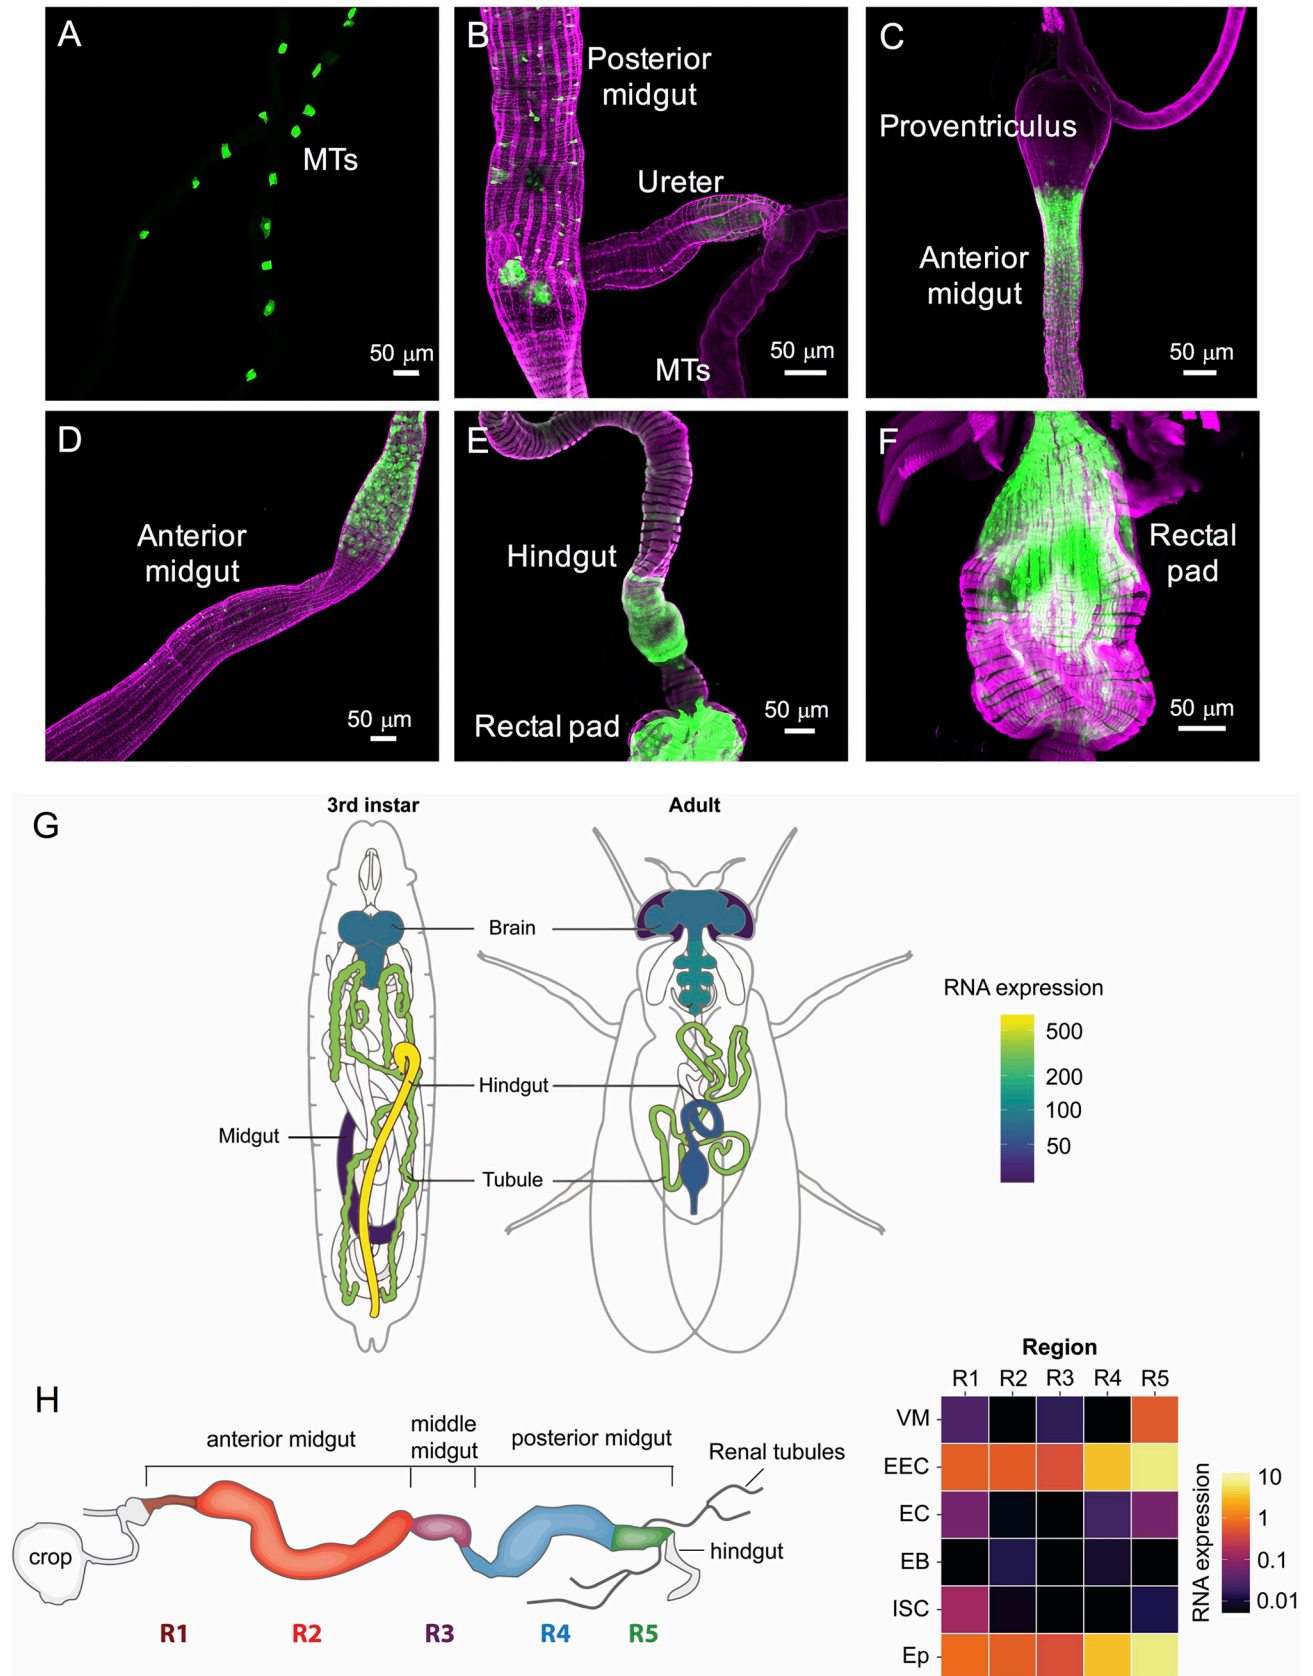 A
MTs
50 μm
B
Posterior
midgut
Ureter
MTs
50 μm
C
Proventriculus
Anterior
midgut
50 μm
D
Anterior
midgut
50 μm
E
Hindgut
Rectal pad
50 μm
F
Rectal
pad
50 μm
G
3rd instar
Adult
Brain
Hindgut
Midgut
Tubule
RNA expression
500
200
100
50
H
anterior midgut
middle
midgut
posterior midgut
Renal tubules
crop
hindgut
R1 R2 R3 R4 R5
Region
R1 R2 R3 R4 R5
VM
EEC
EC
EB
ISC
Ep
RNA expression
10
1
0.1
0.01